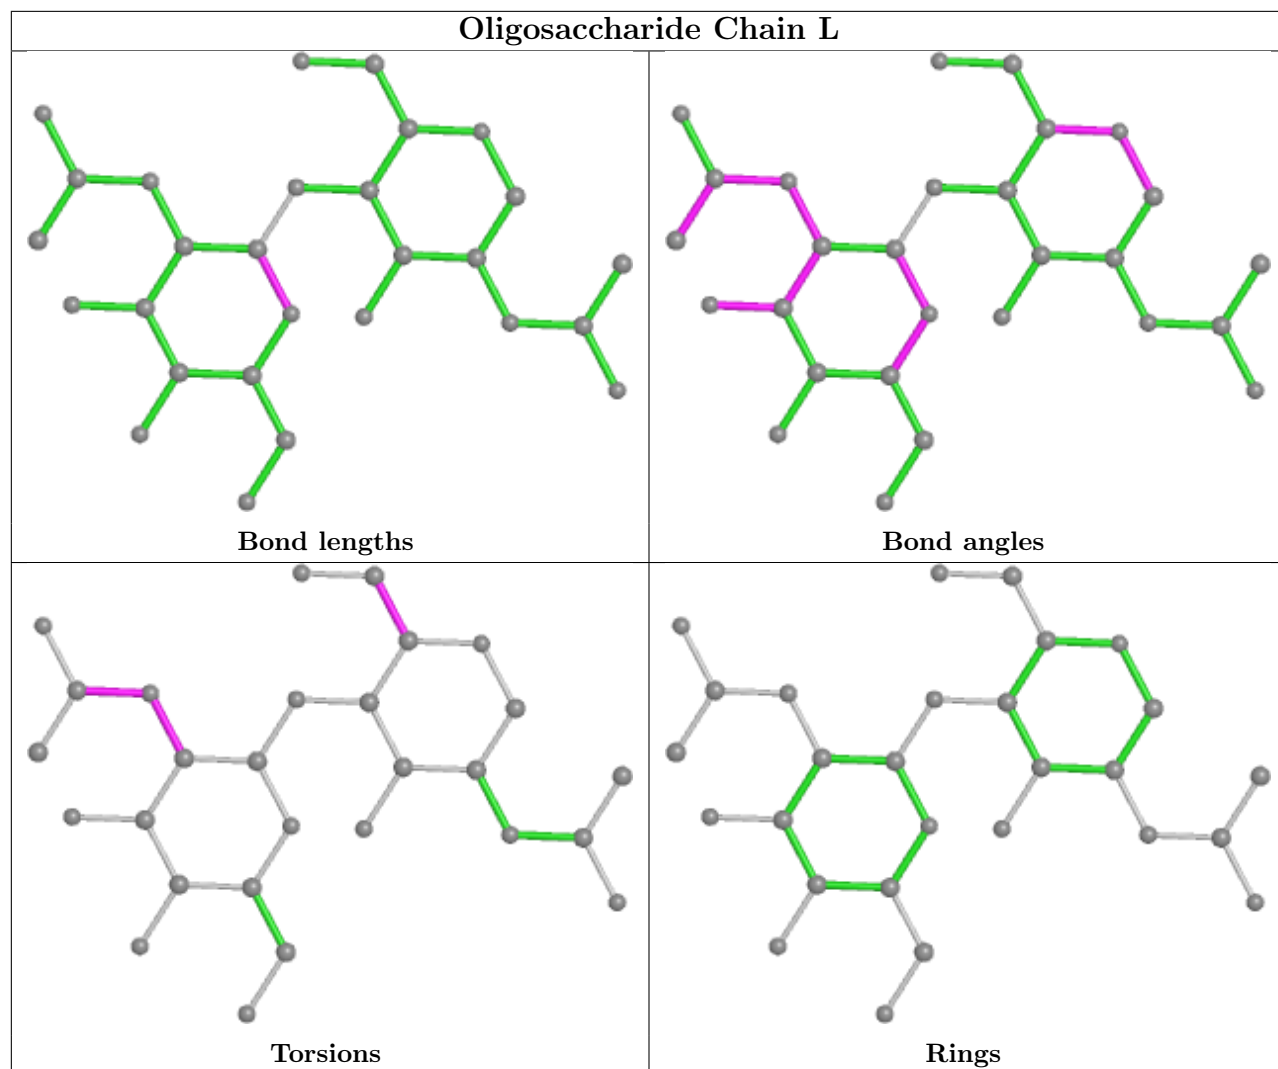 Oligosaccharide Chain L
Bond lengths
Bond angles
Torsions
Rings